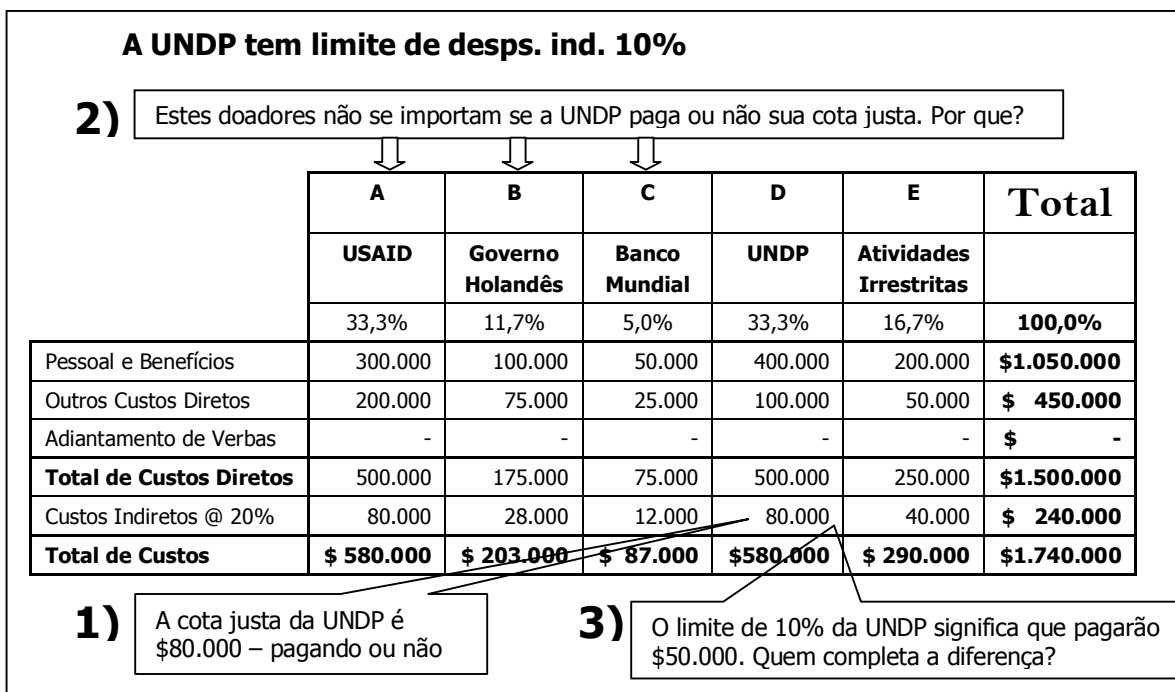 A UNDP tem limite de desps. ind. 10%
2) Estes doadores não se importam se a UNDP paga ou não sua cota justa. Por que?
A B C D E Total
USAID Governo Holandês Banco Mundial UNDP Atividades Irrestritas
33,3% 11,7% 5,0% 33,3% 16,7% 100,0%
Pessoal e Benefícios 300.000 100.000 50.000 400.000 200.000 $1.050.000
Outros Custos Diretos 200.000 75.000 25.000 100.000 50.000 $ 450.000
Adiantamento de Verbas - - - - - $ -
Total de Custos Diretos 500.000 175.000 75.000 500.000 250.000 $1.500.000
Custos Indiretos @ 20% 80.000 28.000 12.000 80.000 40.000 $ 240.000
Total de Custos $ 580.000 $ 203.000 $ 87.000 $580.000 $ 290.000 $1.740.000
1) A cota justa da UNDP é
$80.000 – pagando ou não
3) O limite de 10% da UNDP significa que pagarão
$50.000. Quem completa a diferença?